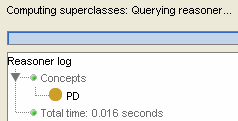 Computing superclasses: Querying reasoner...
Reasoner log
Concepts
PD
Total time: 0.016 seconds